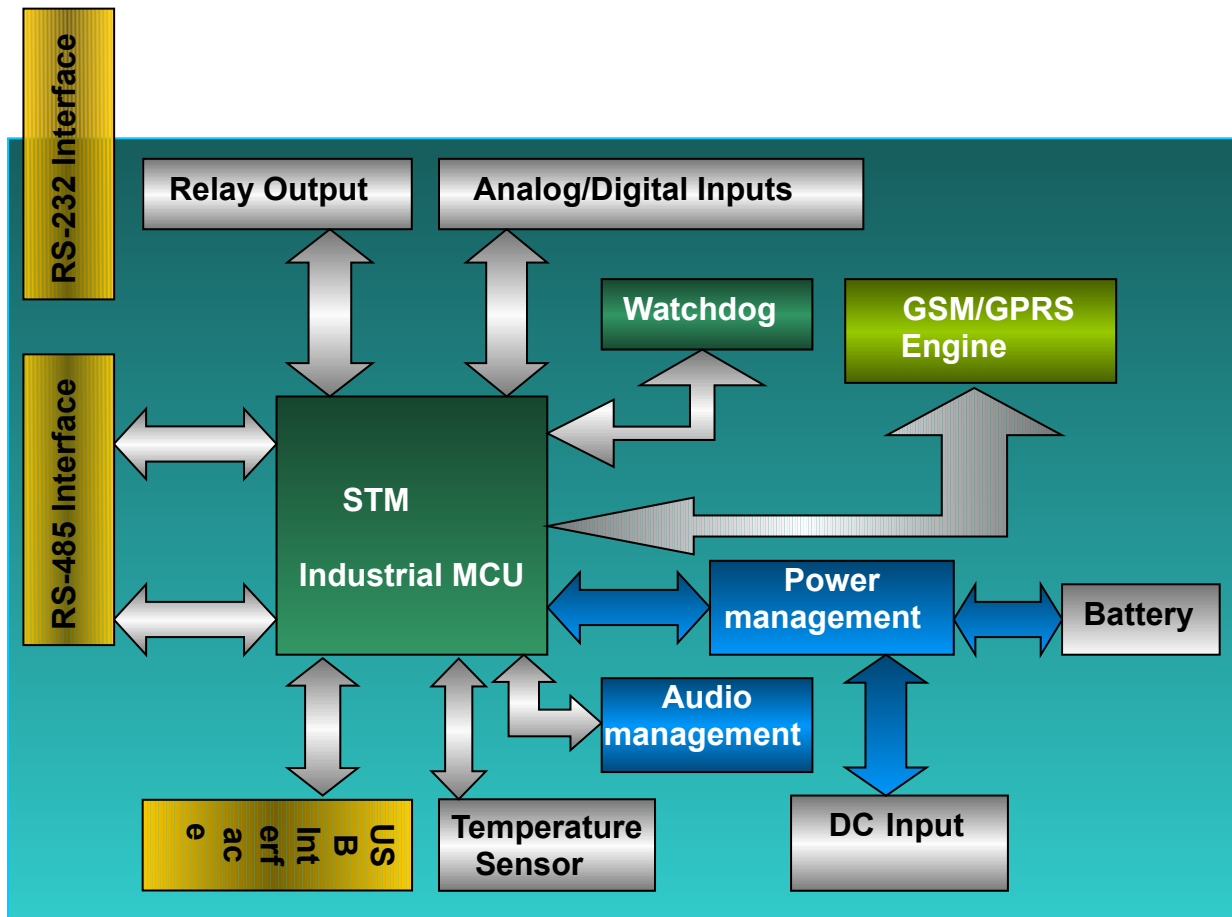 RS-232 Interface
Relay Output
Analog/Digital Inputs
Watchdog
GSM/GPRS
Engine
RS-485 Interface
STM
Industrial MCU
Power
management
Battery
Audio
management
US
B
Int
erf
ac
e
Temperature
Sensor
DC Input